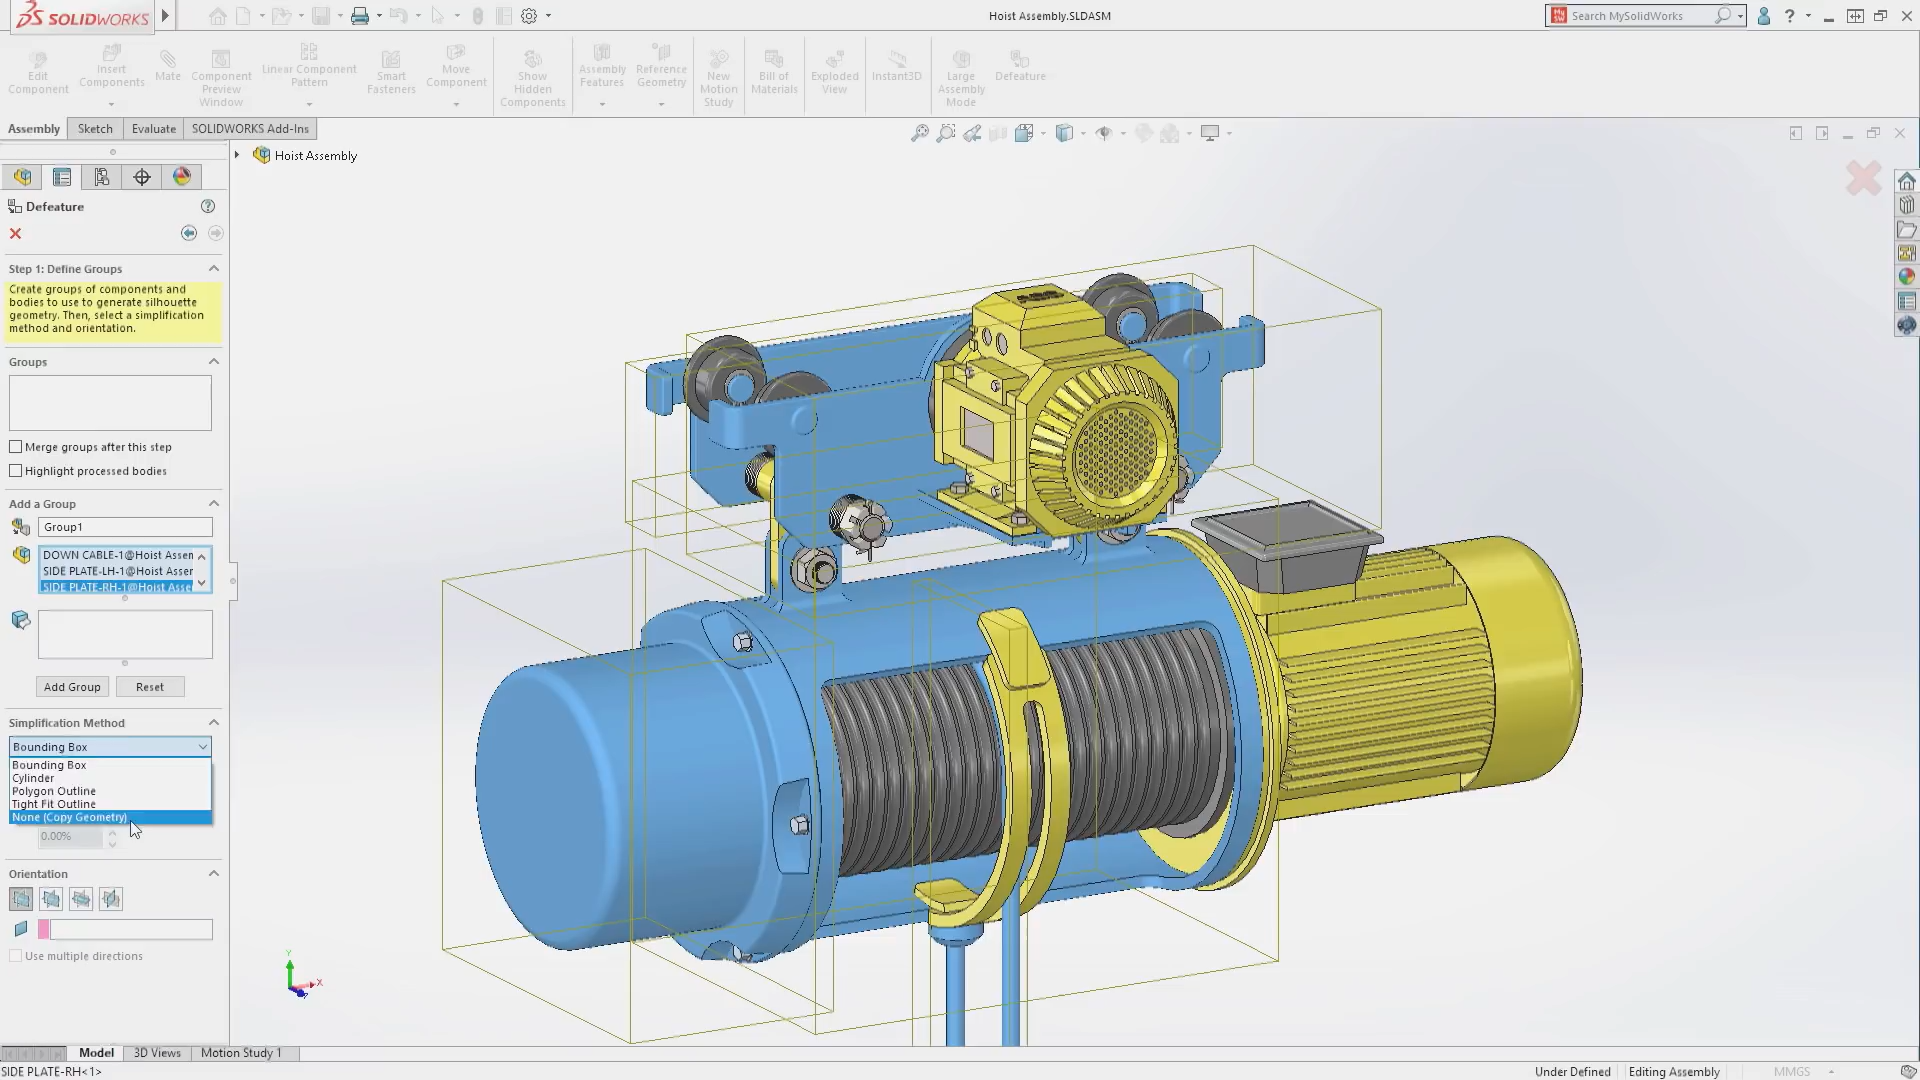 SOLIDWORKS
Hoist Assembly.SLDASM
Search MySolidWorks
?
Edit Component
Insert Components
Mate
Component Preview Window
Linear Component Pattern
Smart Fasteners
Move Component
Show Hidden Components
Assembly Features
Reference Geometry
New Motion Study
Bill of Materials
Exploded View
Instant3D
Large Assembly Mode
Defeature
Assembly
Sketch
Evaluate
SOLIDWORKS Add-Ins
Hoist Assembly
Defeature
Step 1: Define Groups
Create groups of components and
bodies to use to generate silhouette
geometry. Then, select a simplification
method and orientation.
Groups
Merge groups after this step
Highlight processed bodies
Add a Group
Group1
DOWN CABLE-1@Hoist Assen
SIDE PLATE-LH-1@Hoist Asser
SIDE PLATE-RH-1@Hoist Asse
Add Group
Reset
Simplification Method
Bounding Box
Bounding Box
Cylinder
Polygon Outline
Tight Fit Outline
None (Copy Geometry)
0.00%
Orientation
Use multiple directions
Y
X
Z
Model
3D Views
Motion Study 1
SIDE PLATE-RH<1>
Under Defined
Editing Assembly
MMGS